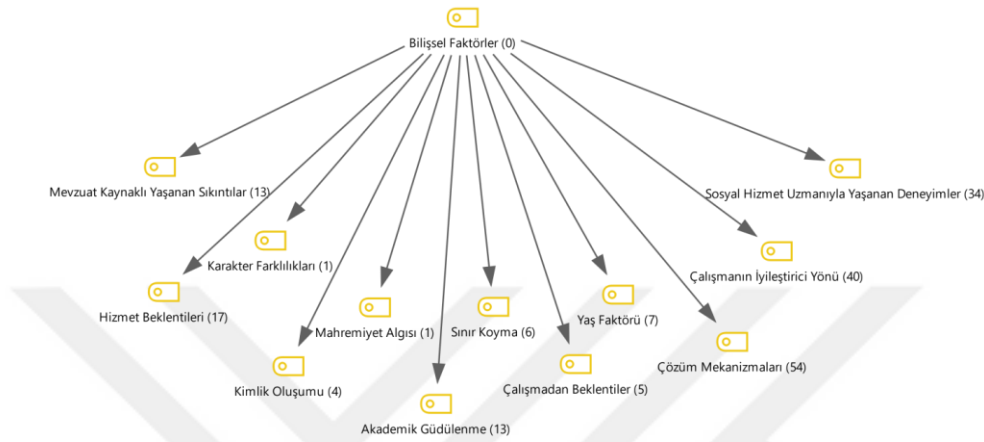 Bilişsel Faktörler (0)
Mevzuat Kaynaklı Yaşanan Sıkıntılar (13)
Sosyal Hizmet Uzmanıyla Yaşanan Deneyimler (34)
Karakter Farklılıkları (1)
Çalışmanın İyileştirici Yönü (40)
Hizmet Beklentileri (17)
Mahremiyet Algısı (1)
Sınır Koyma (6)
Yaş Faktörü (7)
Çözüm Mekanizmaları (54)
Kimlik Oluşumu (4)
Çalışmadan Beklentiler (5)
Akademik Güdülenme (13)